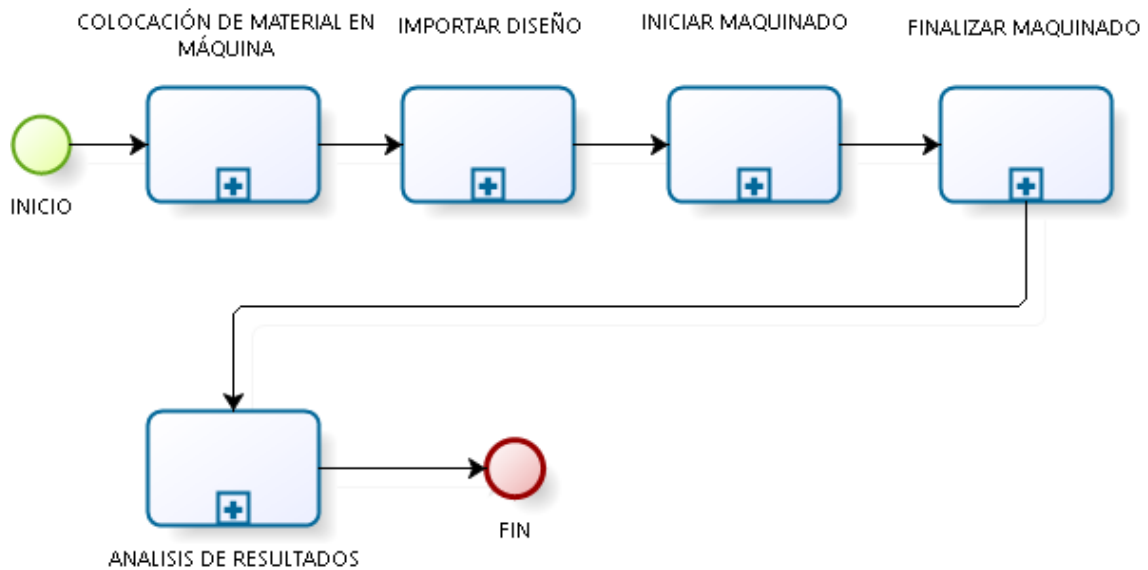 COLOCACIÓN DE MATERIAL EN
MÁQUINA
IMPORTAR DISEÑO
INICIAR MAQUINADO
FINALIZAR MAQUINADO
INICIO
ANALISIS DE RESULTADOS
FIN